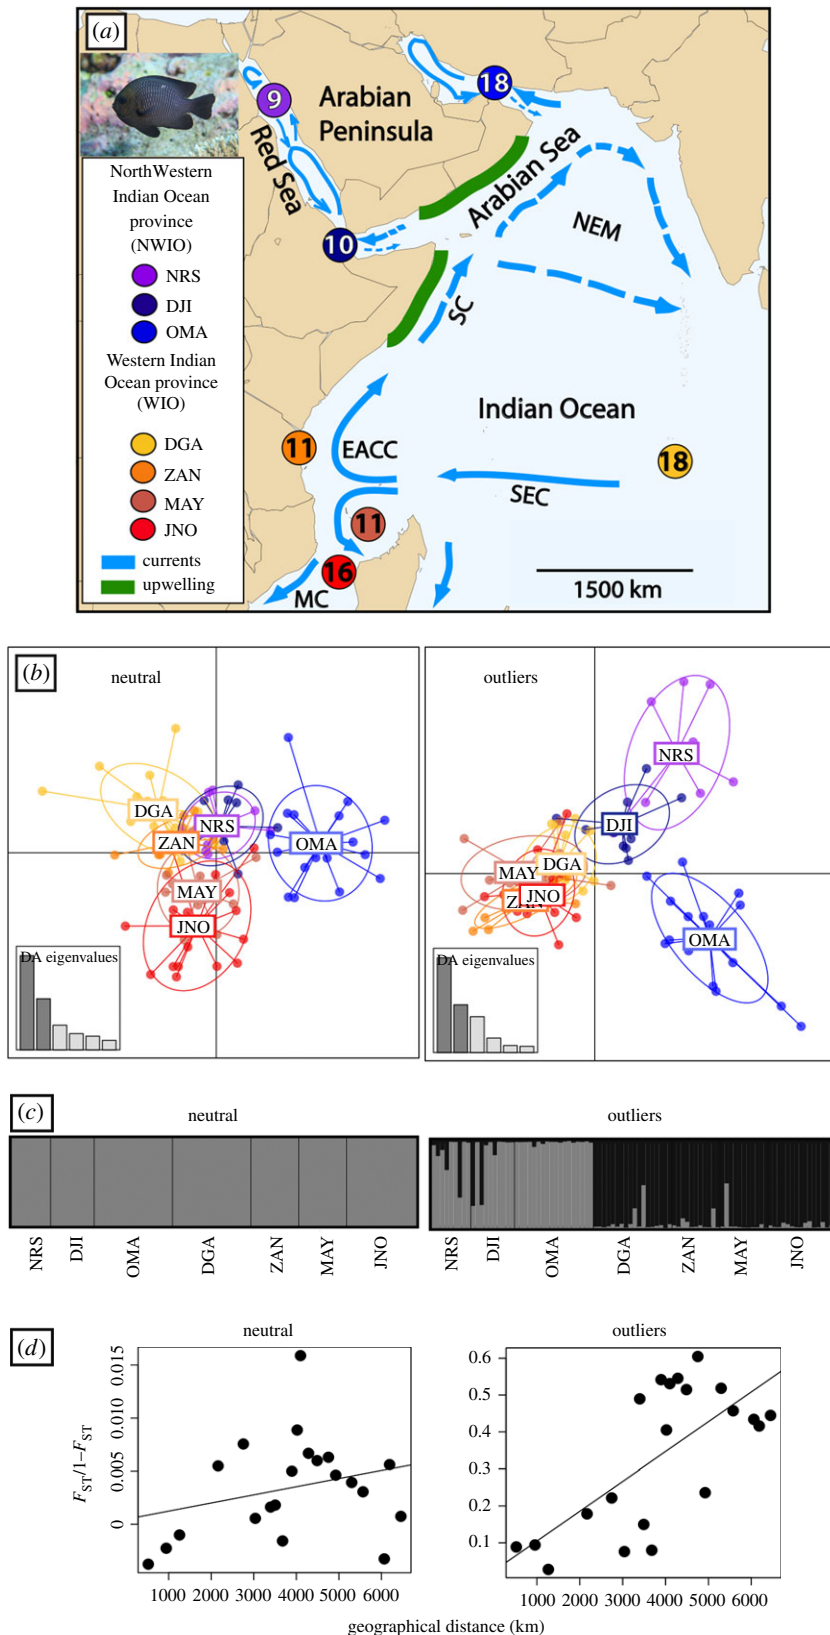 (a)
9
18
Arabian
Peninsula
Red Sea
Arabian Sea
10
NEM
SC
Indian Ocean
11
EACC
18
SEC
11
16
MC
1500 km
NorthWestern
Indian Ocean
province
(NWIO)
NRS
DJI
OMA
Western Indian
Ocean province
(WIO)
DGA
ZAN
MAY
JNO
currents
upwelling
(b)
neutral
DGA
NRS
ZAN
OMA
MAY
JNO
DA eigenvalues
outliers
NRS
DJI
DGA
MAY
ZAN
JNO
OMA
DA eigenvalues
(c)
neutral
outliers
NRS DJI OMA DGA ZAN MAY JNO
NRS DJI OMA DGA ZAN MAY JNO
(d)
neutral
outliers
F_ST/1–F_ST
0.015
0.010
0.005
0
1000 2000 3000 4000 5000 6000
0.6
0.5
0.4
0.3
0.2
0.1
1000 2000 3000 4000 5000 6000
geographical distance (km)